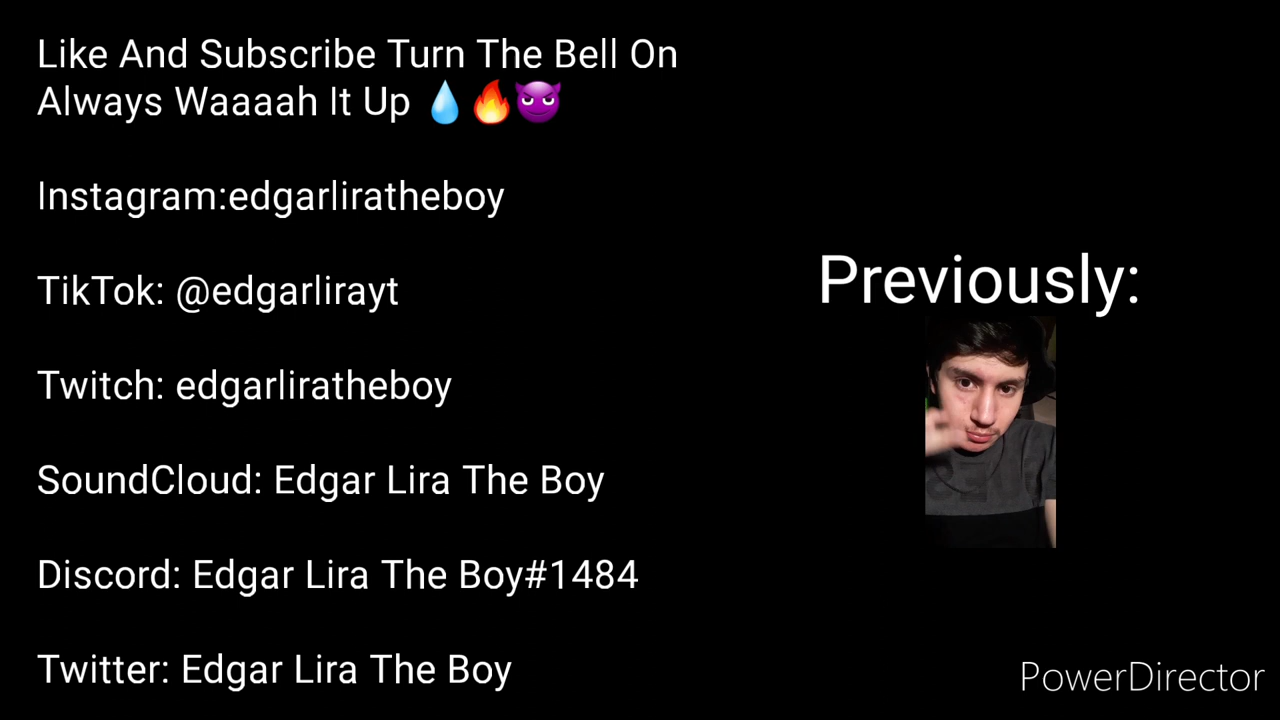 Like And Subscribe Turn The Bell On
Always Waaaah It Up 💧🔥😈
Instagram:edgarliratheboy
TikTok: @edgarlirayt
Twitch: edgarliratheboy
SoundCloud: Edgar Lira The Boy
Discord: Edgar Lira The Boy#1484
Twitter: Edgar Lira The Boy
Previously:
PowerDirector